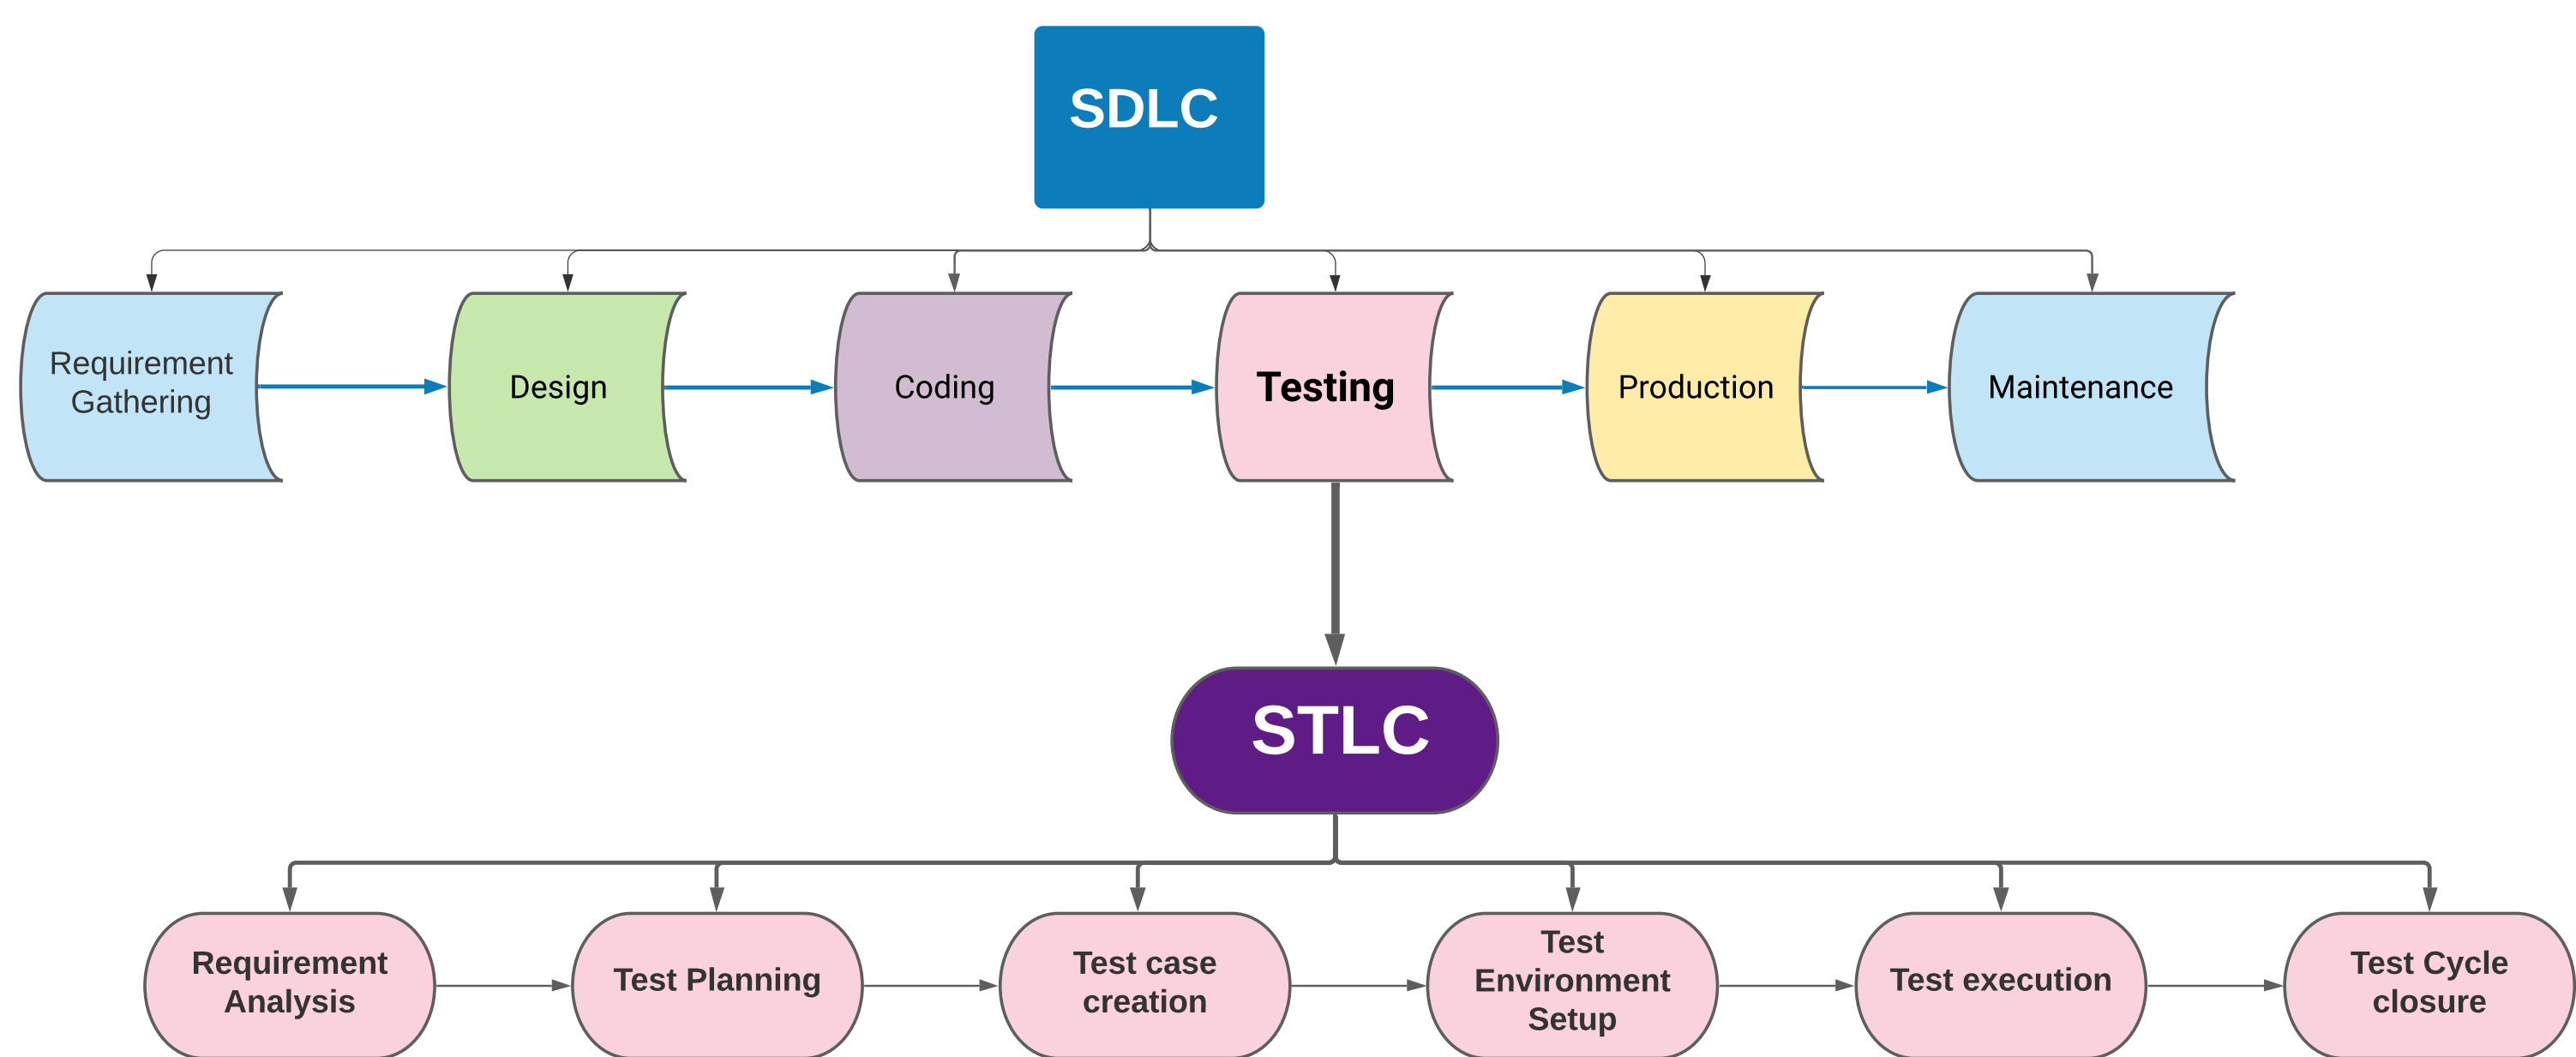 SDLC
Requirement
Gathering
Design
Coding
Testing
Production
Maintenance
STLC
Requirement
Analysis
Test Planning
Test case
creation
Test
Environment
Setup
Test execution
Test Cycle
closure